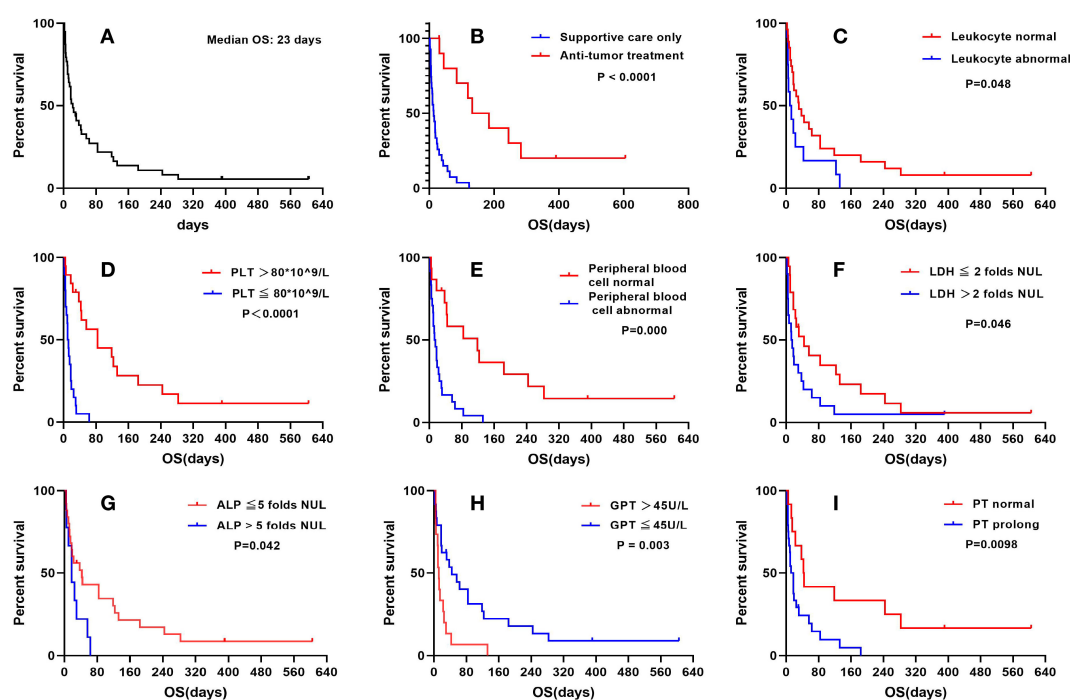 A
Median OS: 23 days
Percent survival
100
50
0
0 80 160 240 320 400 480 560 640
days
B
Supportive care only
Anti-tumor treatment
P < 0.0001
Percent survival
100
50
0
0 200 400 600 800
OS(days)
C
Leukocyte normal
Leukocyte abnormal
P=0.048
Percent survival
100
50
0
0 80 160 240 320 400 480 560 640
OS(days)
D
PLT >80*10^9/L
PLT ≦ 80*10^9/L
P<0.0001
Percent survival
100
50
0
0 80 160 240 320 400 480 560 640
OS(days)
E
Peripheral blood
cell normal
Peripheral blood
cell abnormal
P=0.000
Percent survival
100
50
0
0 80 160 240 320 400 480 560 640
OS(days)
F
LDH ≦ 2 folds NUL
LDH >2 folds NUL
P=0.046
Percent survival
100
50
0
0 80 160 240 320 400 480 560 640
OS(days)
G
ALP ≦5 folds NUL
ALP > 5 folds NUL
P=0.042
Percent survival
100
50
0
0 80 160 240 320 400 480 560 640
OS(days)
H
GPT >45U/L
GPT ≦ 45U/L
P = 0.003
Percent survival
100
50
0
0 80 160 240 320 400 480 560 640
OS(days)
I
PT normal
PT prolong
P=0.0098
Percent survival
100
50
0
0 80 160 240 320 400 480 560 640
OS(days)